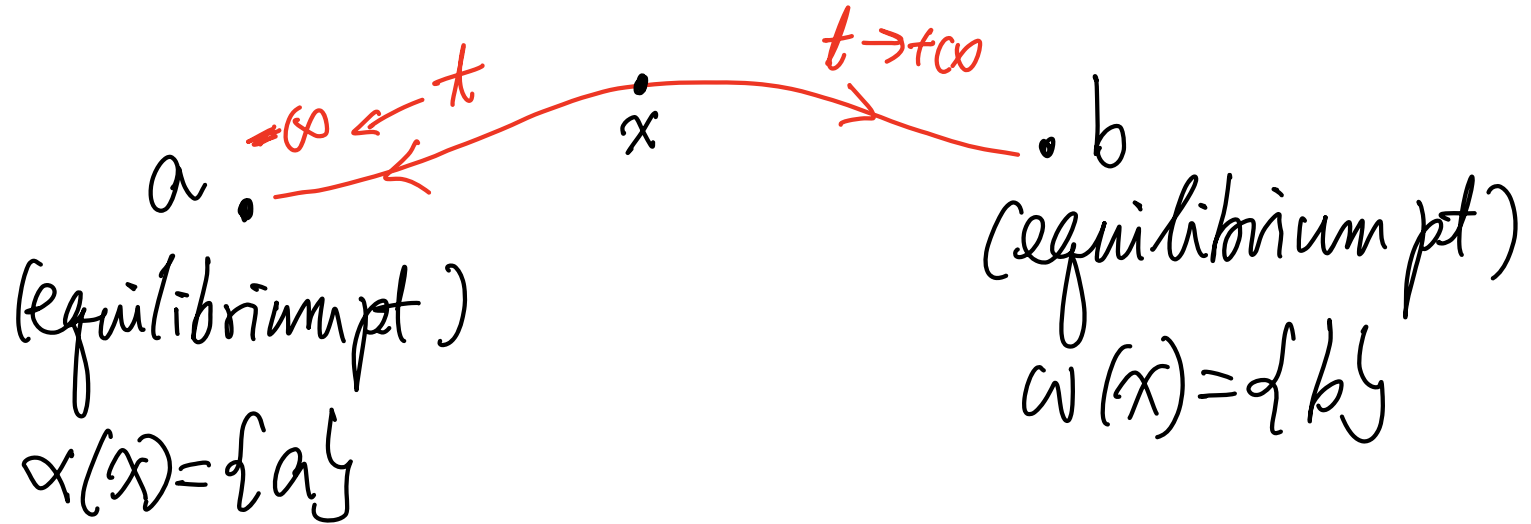 t → +∞
-∞ ← t
x
a
b
(equilibrium pt)
(equilibrium pt)
α(x)={a}
ω(x)={b}